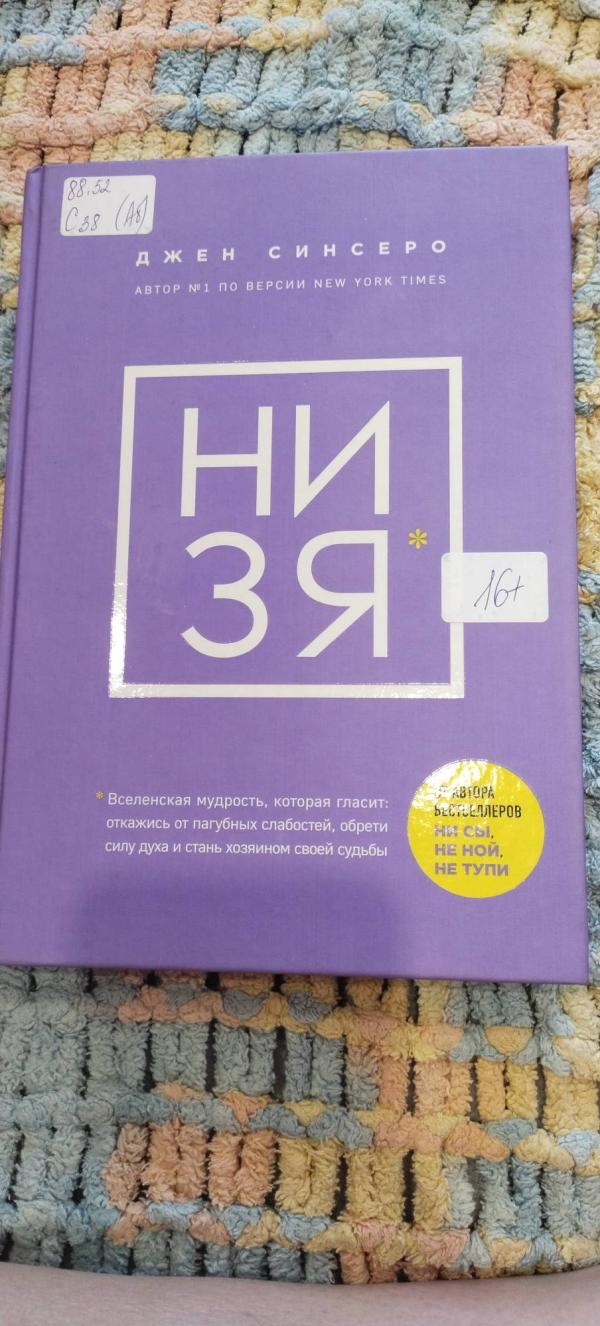 88.52
С38 (А8)
ДЖЕН СИНСЕРО
АВТОР №1 ПО ВЕРСИИ NEW YORK TIMES
НИ
ЗЯ*
16+
* Вселенская мудрость, которая гласит:
откажись от пагубных слабостей, обрети
силу духа и стань хозяином своей судьбы
ОТ АВТОРА
БЕСТСЕЛЛЕРОВ
НИ СЫ,
НЕ НОЙ,
НЕ ТУПИ